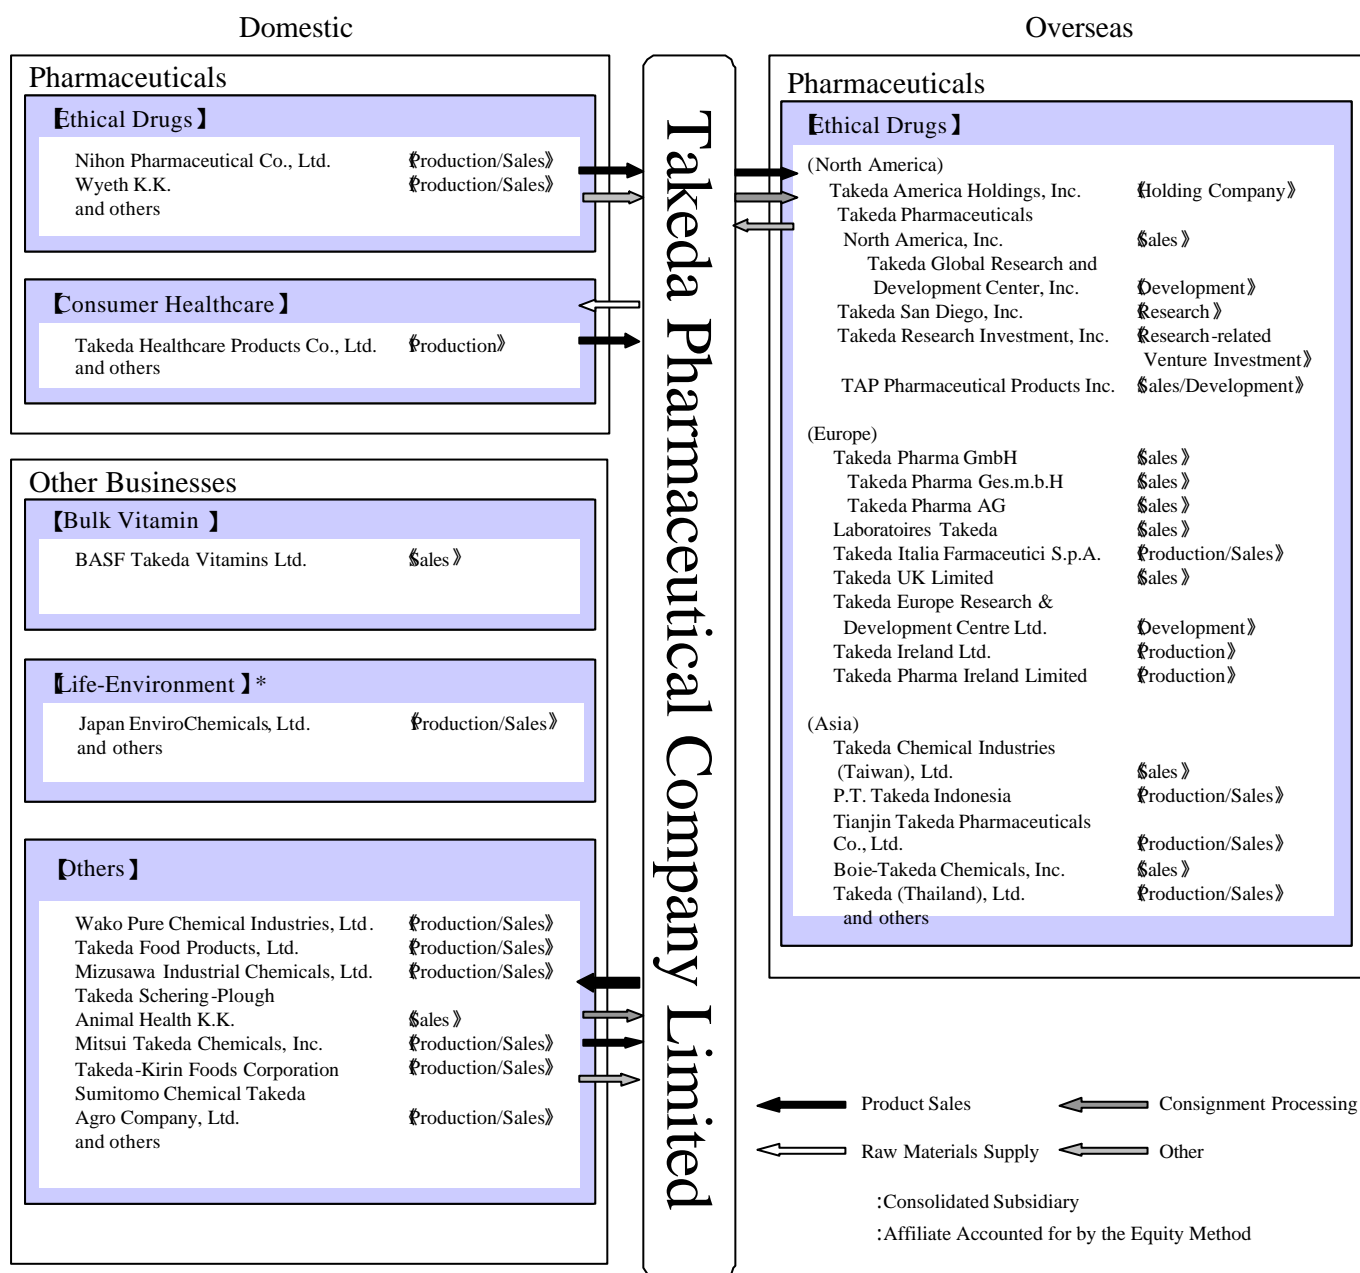 Domestic
Pharmaceuticals
【Ethical Drugs】
Nihon Pharmaceutical Co., Ltd. 《Production/Sales》
Wyeth K.K. 《Production/Sales》
and others
【Consumer Healthcare】
Takeda Healthcare Products Co., Ltd. 《Production》
and others
Other Businesses
【Bulk Vitamin 】
BASF Takeda Vitamins Ltd. 《Sales》
【Life-Environment】*
Japan EnviroChemicals, Ltd. 《Production/Sales》
and others
【Others】
Wako Pure Chemical Industries, Ltd. 《Production/Sales》
Takeda Food Products, Ltd. 《Production/Sales》
Mizusawa Industrial Chemicals, Ltd. 《Production/Sales》
Takeda Schering-Plough
Animal Health K.K. 《Sales》
Mitsui Takeda Chemicals, Inc. 《Production/Sales》
Takeda-Kirin Foods Corporation 《Production/Sales》
Sumitomo Chemical Takeda
Agro Company, Ltd. 《Production/Sales》
and others
Takeda Pharmaceutical Company Limited
Overseas
Pharmaceuticals
【Ethical Drugs】
(North America)
Takeda America Holdings, Inc. 《Holding Company》
Takeda Pharmaceuticals
North America, Inc. 《Sales》
Takeda Global Research and
Development Center, Inc. 《Development》
Takeda San Diego, Inc. 《Research》
Takeda Research Investment, Inc. 《Research-related
Venture Investment》
TAP Pharmaceutical Products Inc. 《Sales/Development》
(Europe)
Takeda Pharma GmbH 《Sales》
Takeda Pharma Ges.m.b.H 《Sales》
Takeda Pharma AG 《Sales》
Laboratoires Takeda 《Sales》
Takeda Italia Farmaceutici S.p.A. 《Production/Sales》
Takeda UK Limited 《Sales》
Takeda Europe Research &
Development Centre Ltd. 《Development》
Takeda Ireland Ltd. 《Production》
Takeda Pharma Ireland Limited 《Production》
(Asia)
Takeda Chemical Industries
(Taiwan), Ltd. 《Sales》
P.T. Takeda Indonesia 《Production/Sales》
Tianjin Takeda Pharmaceuticals
Co., Ltd. 《Production/Sales》
Boie-Takeda Chemicals, Inc. 《Sales》
Takeda (Thailand), Ltd. 《Production/Sales》
and others
Product Sales
Consignment Processing
Raw Materials Supply
Other
:Consolidated Subsidiary
:Affiliate Accounted for by the Equity Method